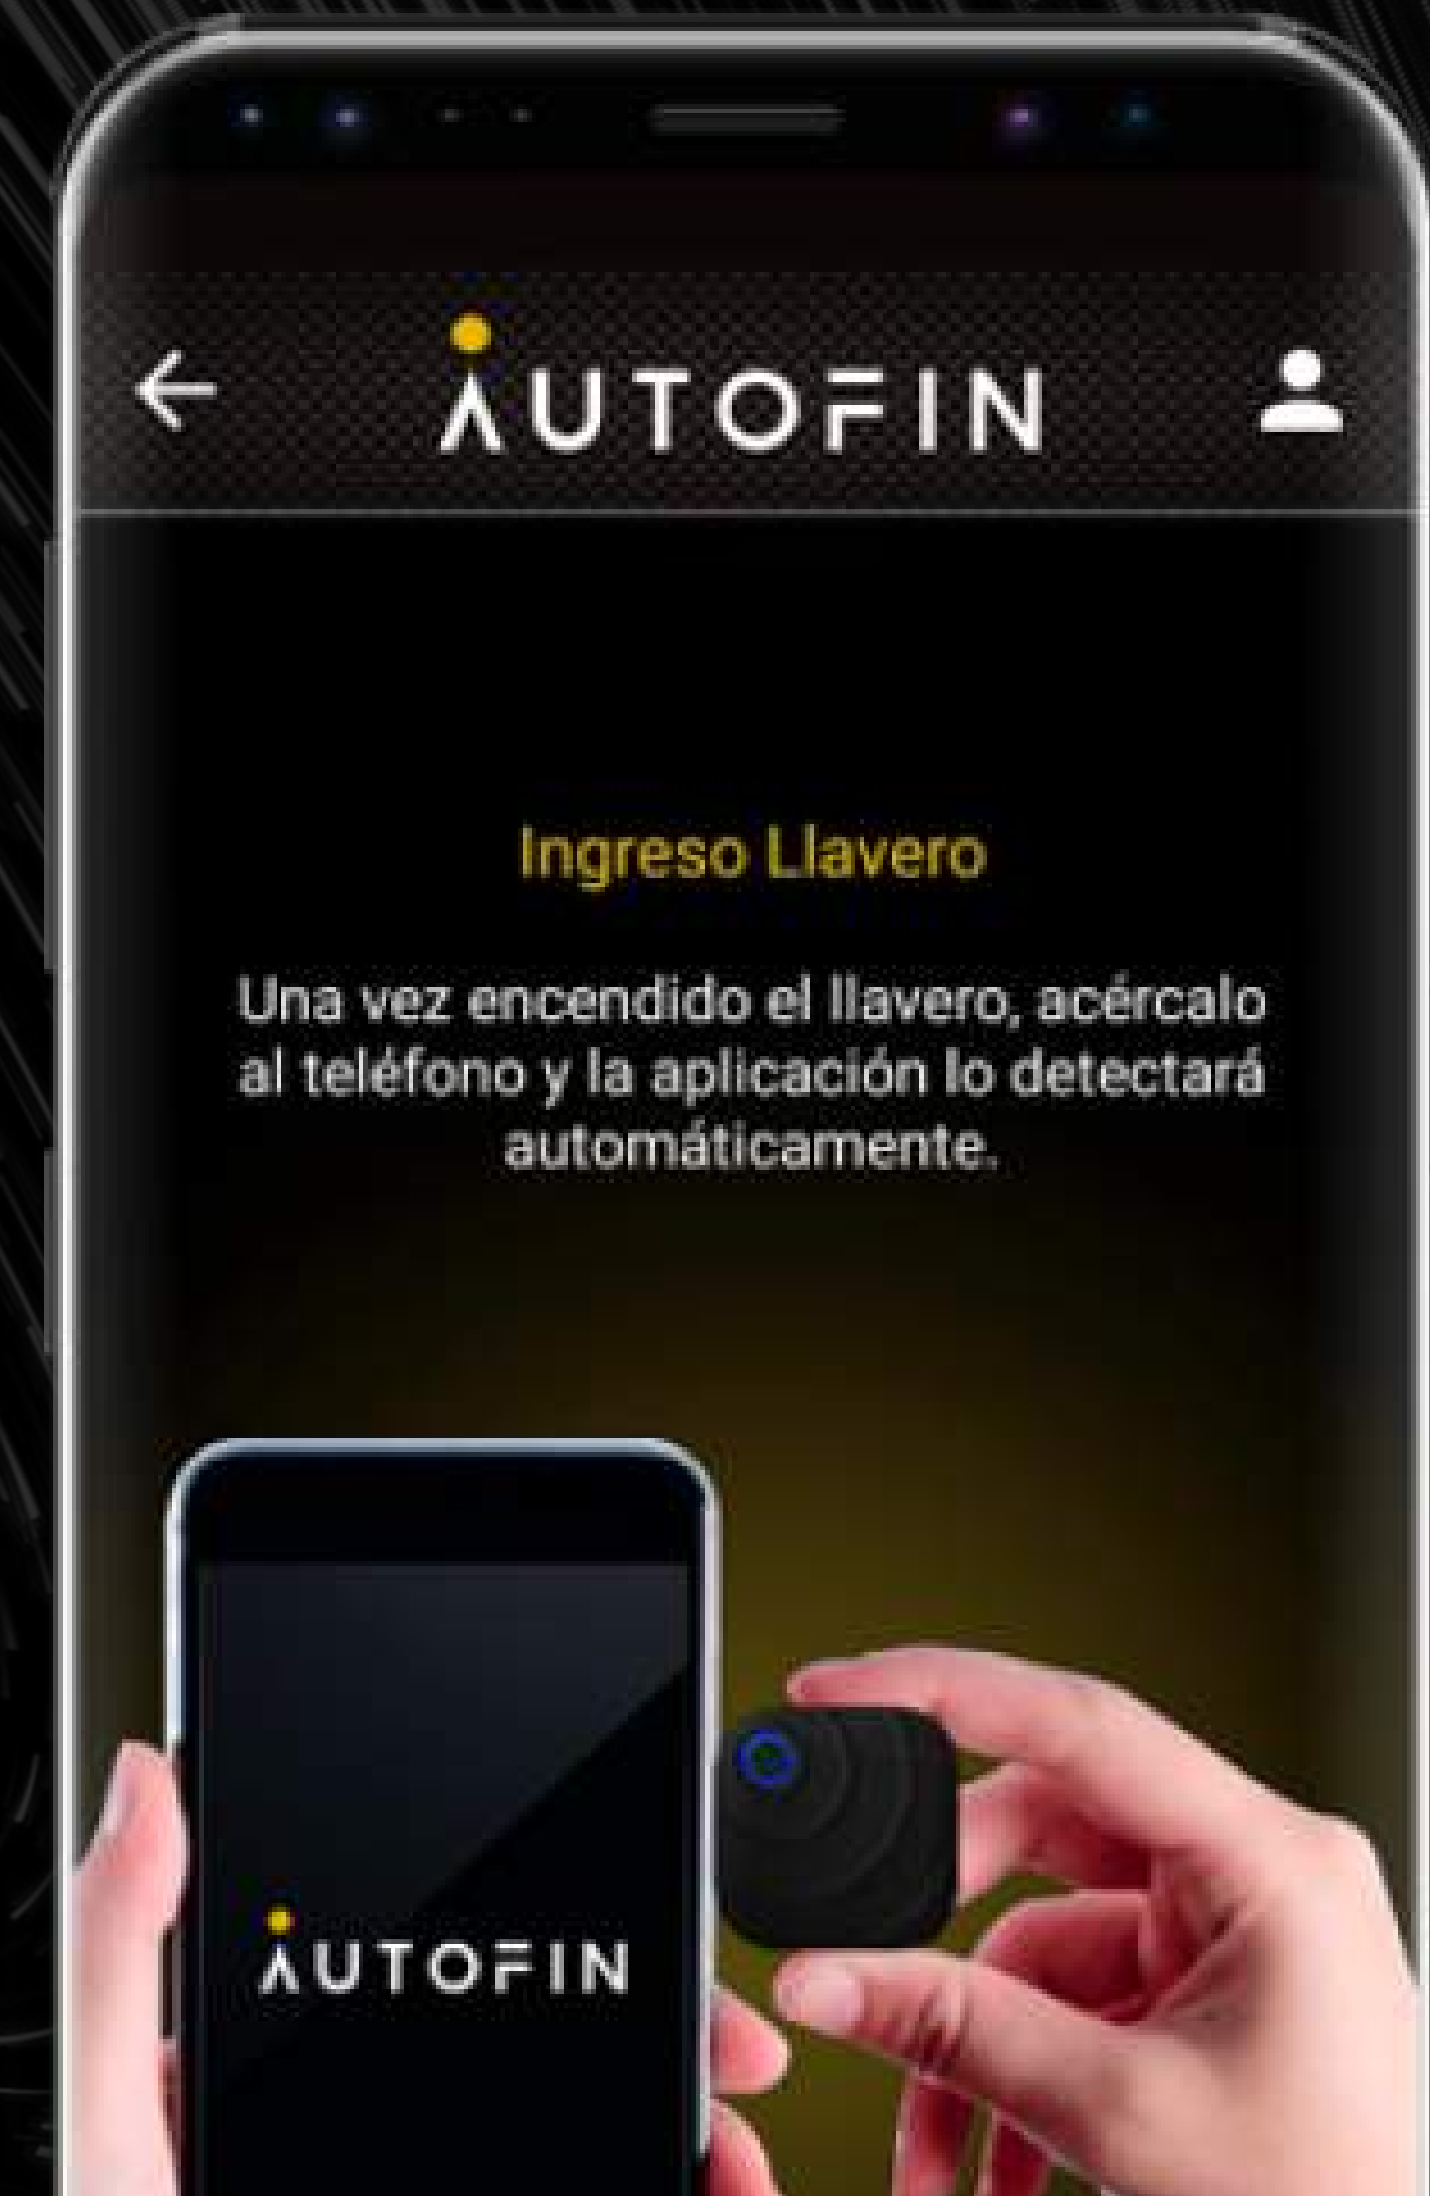 AUTOFIN
Ingreso Llavero
Una vez encendido el llavero, acércalo
al teléfono y la aplicación lo detectará
automáticamente.
AUTOFIN